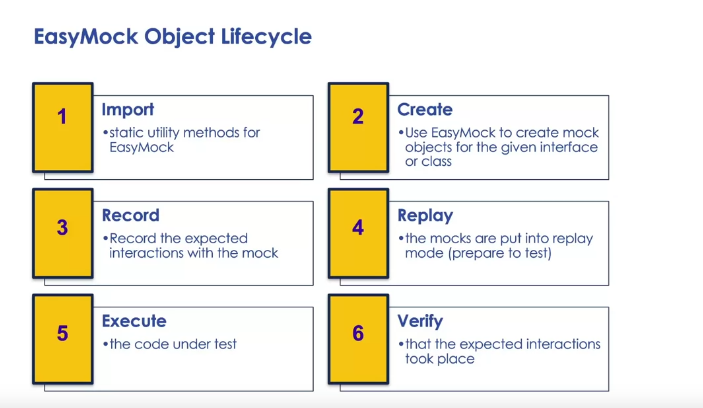 EasyMock Object Lifecycle
1
Import
•static utility methods for
EasyMock
2
Create
•Use EasyMock to create mock
objects for the given interface
or class
3
Record
•Record the expected
interactions with the mock
4
Replay
•the mocks are put into replay
mode (prepare to test)
5
Execute
•the code under test
6
Verify
•that the expected interactions
took place